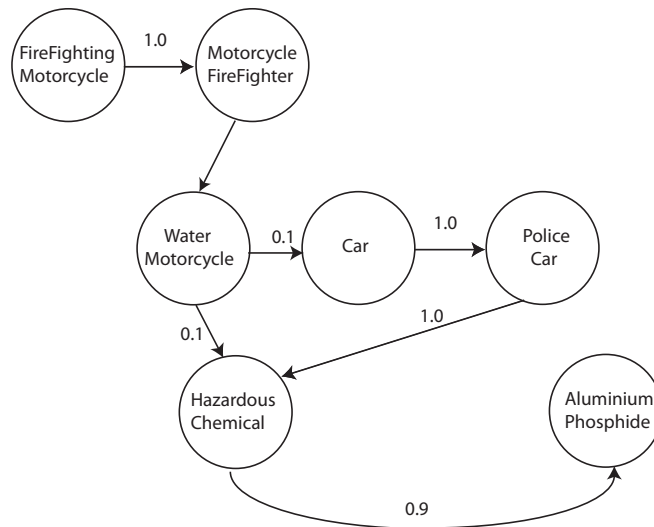 1.0
FireFighting
Motorcycle
Motorcycle
FireFighter
Water
Motorcycle
0.1
Car
1.0
Police
Car
0.1
1.0
Hazardous
Chemical
Aluminium
Phosphide
0.9